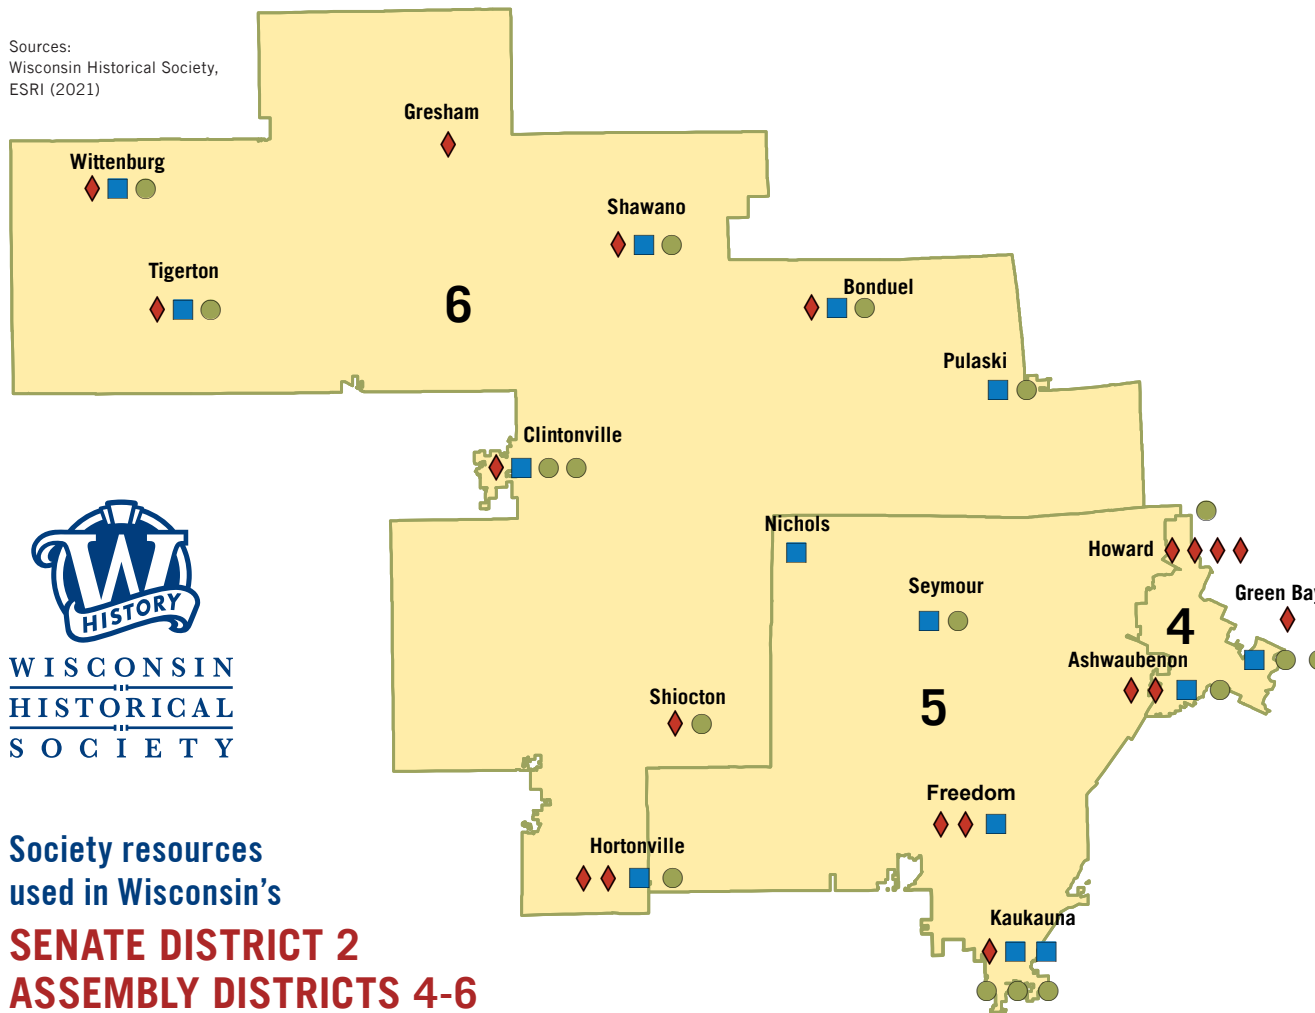 Sources:
Wisconsin Historical Society,
ESRI (2021)
Gresham
Wittenburg
Shawano
Tigerton
6
Bonduel
Pulaski
Clintonville
Nichols
Howard
Seymour
Green Bay
4
Ashwaubenon
Shiocton
5
Freedom
Hortonville
Kaukauna
W
HISTORY
WISCONSIN
HISTORICAL
SOCIETY
Society resources
used in Wisconsin's
SENATE DISTRICT 2
ASSEMBLY DISTRICTS 4-6